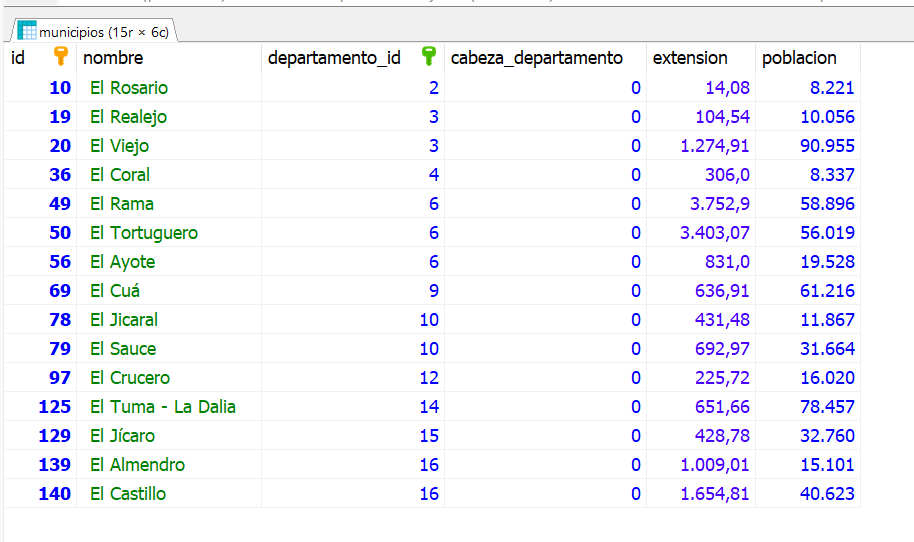 municipios (15r × 6c)
id nombre departamento_id cabeza_departamento extension poblacion
10 El Rosario 2 0 14,08 8.221
19 El Realejo 3 0 104,54 10.056
20 El Viejo 3 0 1.274,91 90.955
36 El Coral 4 0 306,0 8.337
49 El Rama 6 0 3.752,9 58.896
50 El Tortuguero 6 0 3.403,07 56.019
56 El Ayote 6 0 831,0 19.528
69 El Cuá 9 0 636,91 61.216
78 El Jicaral 10 0 431,48 11.867
79 El Sauce 10 0 692,97 31.664
97 El Crucero 12 0 225,72 16.020
125 El Tuma - La Dalia 14 0 651,66 78.457
129 El Jícaro 15 0 428,78 32.760
139 El Almendro 16 0 1.009,01 15.101
140 El Castillo 16 0 1.654,81 40.623